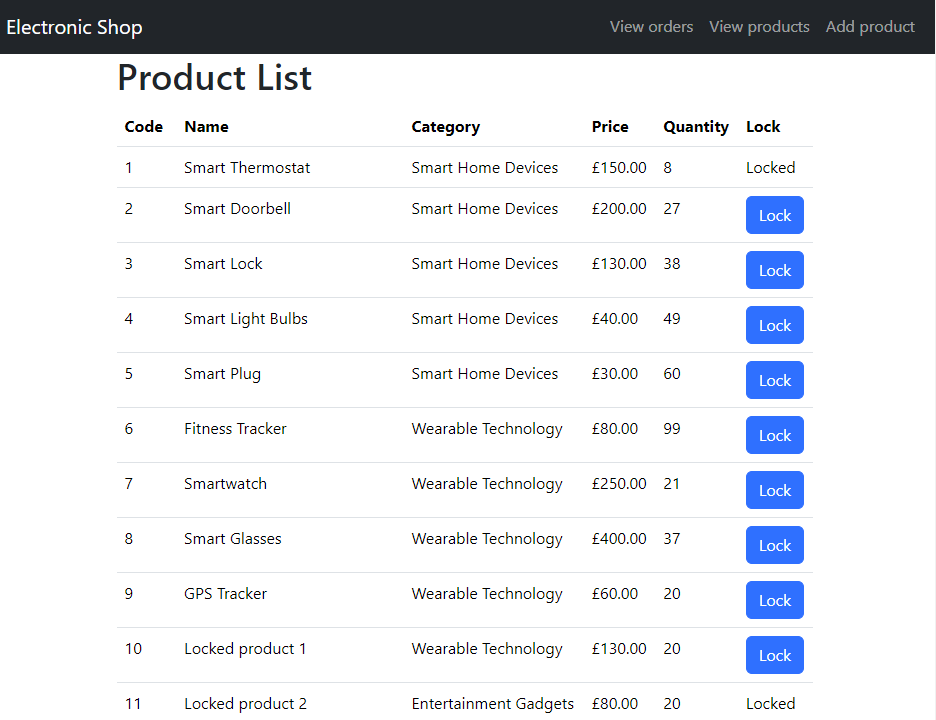 Electronic Shop View orders View products Add product
Product List
Code Name Category Price Quantity Lock
1 Smart Thermostat Smart Home Devices £150.00 8 Locked
2 Smart Doorbell Smart Home Devices £200.00 27 Lock
3 Smart Lock Smart Home Devices £130.00 38 Lock
4 Smart Light Bulbs Smart Home Devices £40.00 49 Lock
5 Smart Plug Smart Home Devices £30.00 60 Lock
6 Fitness Tracker Wearable Technology £80.00 99 Lock
7 Smartwatch Wearable Technology £250.00 21 Lock
8 Smart Glasses Wearable Technology £400.00 37 Lock
9 GPS Tracker Wearable Technology £60.00 20 Lock
10 Locked product 1 Wearable Technology £130.00 20 Lock
11 Locked product 2 Entertainment Gadgets £80.00 20 Locked